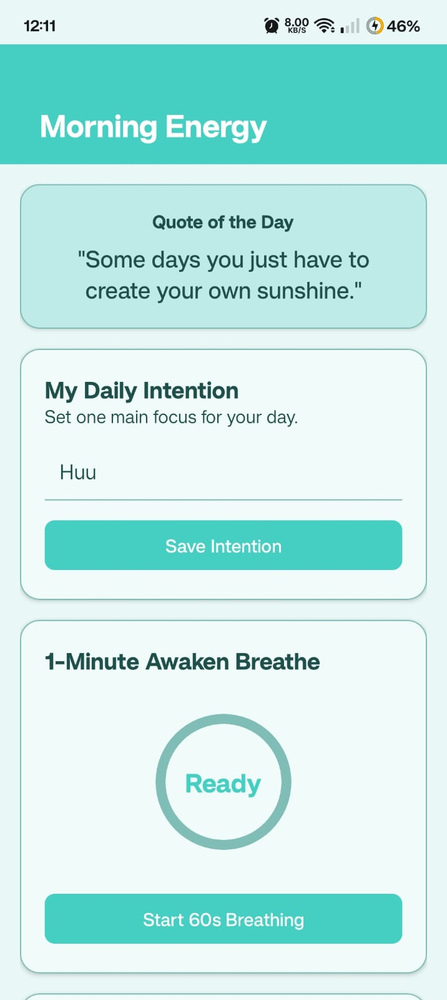 12:11
8.00
KB/S
46%
Morning Energy
Quote of the Day
"Some days you just have to
create your own sunshine."
My Daily Intention
Set one main focus for your day.
Huu
Save Intention
1-Minute Awaken Breathe
Ready
Start 60s Breathing